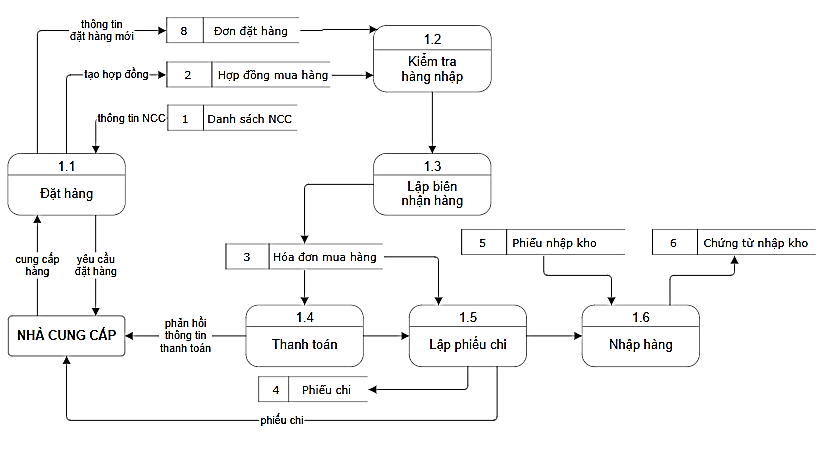 thông tin
đặt hàng mới
8 Đơn đặt hàng
1.2
Kiểm tra
hàng nhập
tạo hợp đồng
2 Hợp đồng mua hàng
thông tin NCC
1 Danh sách NCC
1.1
Đặt hàng
1.3
Lập biên
nhận hàng
cung cấp
hàng
yêu cầu
đặt hàng
3 Hóa đơn mua hàng
5 Phiếu nhập kho
6 Chứng từ nhập kho
NHÀ CUNG CẤP
phản hồi
thông tin
thanh toán
1.4
Thanh toán
1.5
Lập phiếu chi
1.6
Nhập hàng
4 Phiếu chi
phiếu chi